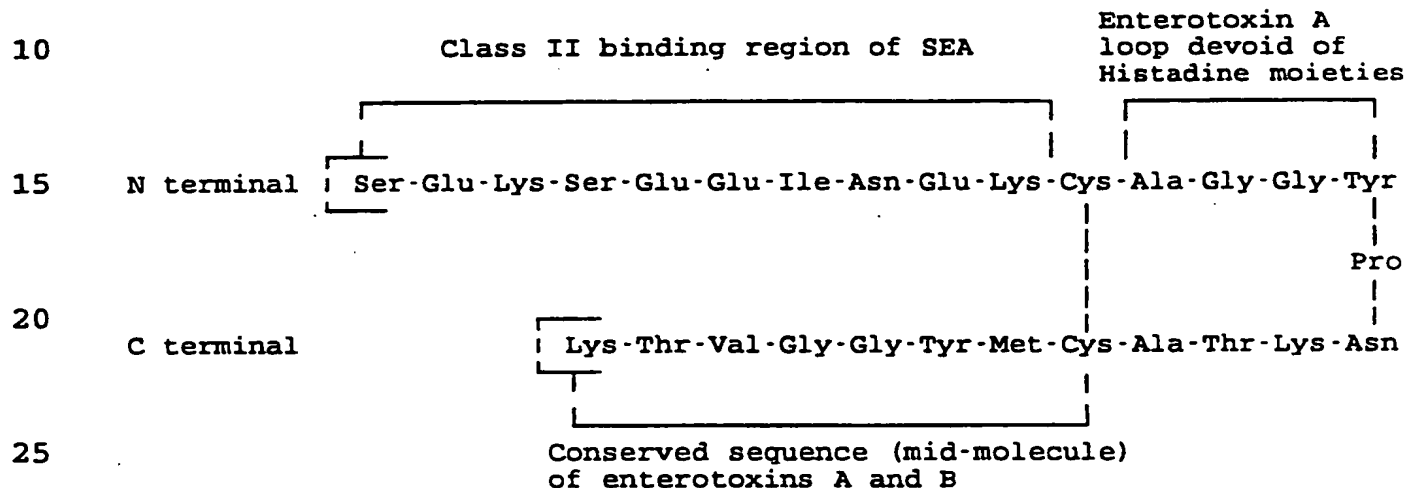 Enterotoxin A
10 Class II binding region of SEA loop devoid of
Histadine moieties
15 N terminal Ser-Glu-Lys-Ser-Glu-Glu-Ile-Asn-Glu-Lys-Cys-Ala-Gly-Gly-Tyr
Pro
20
C terminal Lys-Thr-Val-Gly-Gly-Tyr-Met-Cys-Ala-Thr-Lys-Asn
25 Conserved sequence (mid-molecule)
of enterotoxins A and B